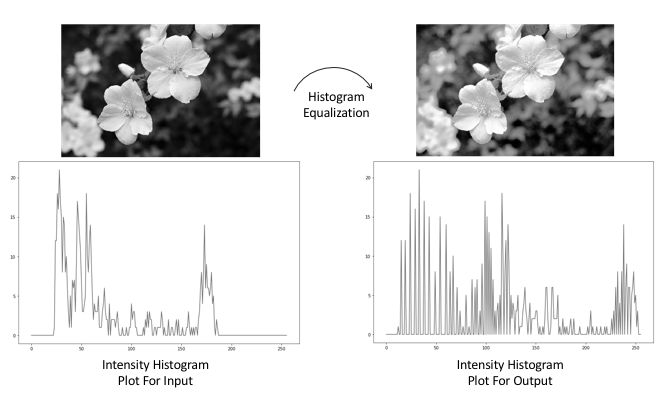 Histogram
Equalization
20
15
10
5
0
0 50 100 150 200 250
20
15
10
5
0
0 50 100 150 200 250
Intensity Histogram
Plot For Input
Intensity Histogram
Plot For Output